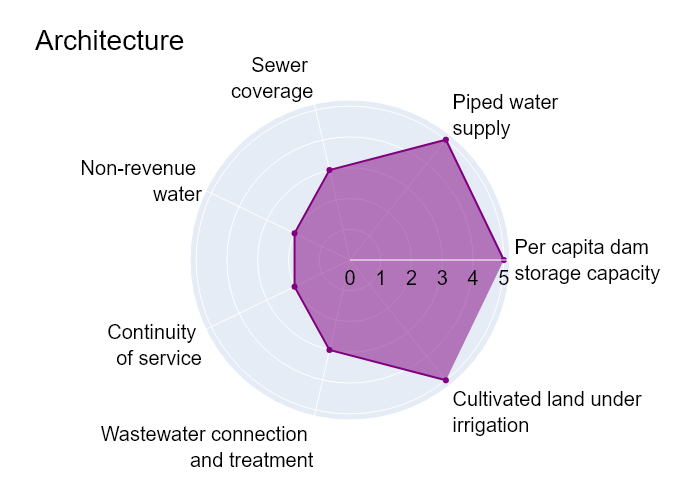 Architecture
Sewer
coverage
Piped water
supply
Non-revenue
water
Per capita dam
storage capacity
0 1 2 3 4 5
Continuity
of service
Cultivated land under
irrigation
Wastewater connection
and treatment